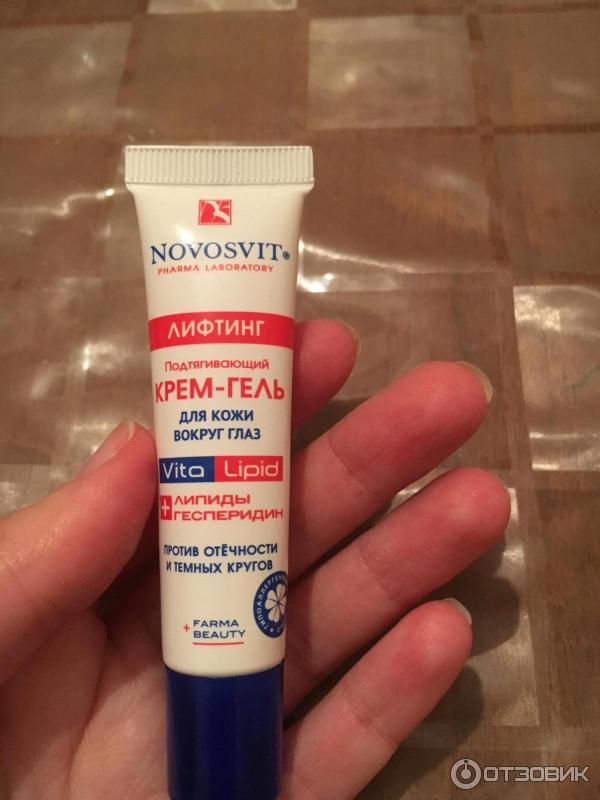 NOVOSVIT®
PHARMA LABORATORY
ЛИФТИНГ
Подтягивающий
КРЕМ-ГЕЛЬ
ДЛЯ КОЖИ
ВОКРУГ ГЛАЗ
Vita Lipid
+ ЛИПИДЫ
ГЕСПЕРИДИН
ПРОТИВ ОТЁЧНОСТИ
И ТЕМНЫХ КРУГОВ
+ FARMA
BEAUTY
ОТЗОВИК